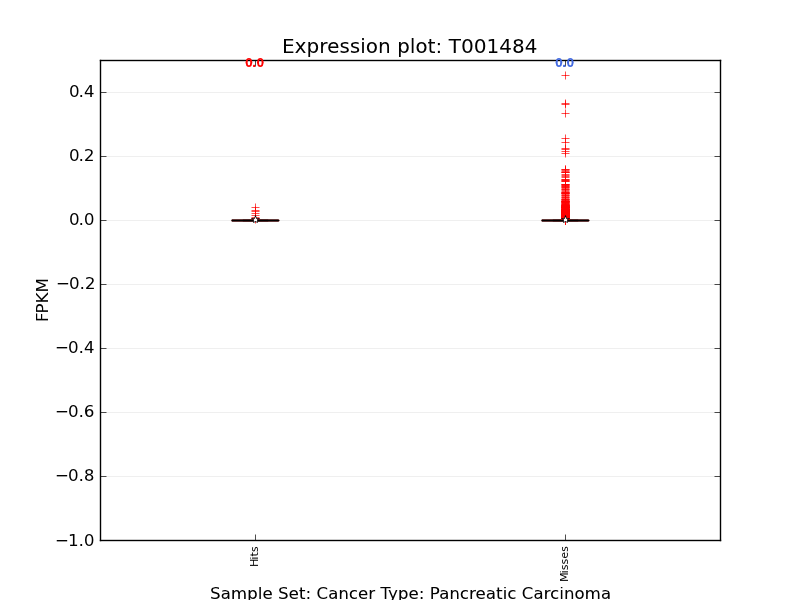 Expression plot: T001484
0.0 0.0
0.4
0.2
0.0
−0.2
−0.4
−0.6
−0.8
−1.0
FPKM
Hits
Misses
Sample Set: Cancer Type: Pancreatic Carcinoma